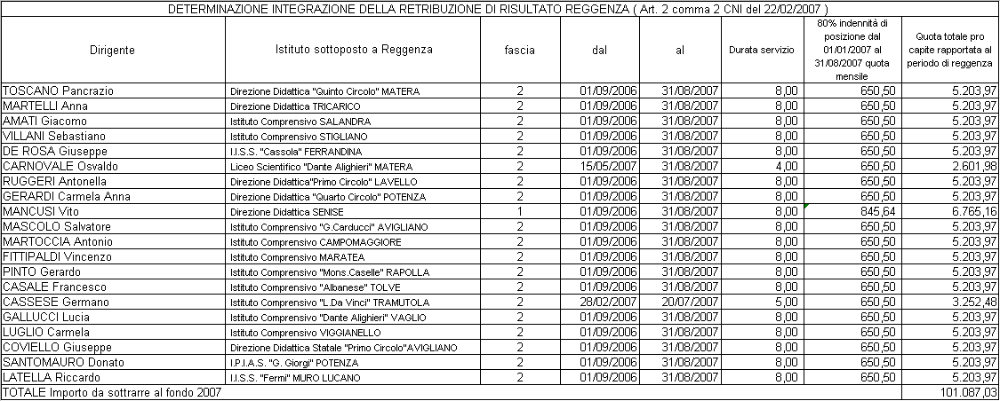 DETERMINAZIONE INTEGRAZIONE DELLA RETRIBUZIONE DI RISULTATO REGGENZA ( Art. 2 comma 2 CNI del 22/02/2007 )
Dirigente Istituto sottoposto a Reggenza fascia dal al Durata servizio 80% indennità di posizione dal 01/01/2007 al 31/08/2007 quota mensile Quota totale pro capite rapportata al periodo di reggenza
TOSCANO Pancrazio Direzione Didattica "Quinto Circolo" MATERA 2 01/09/2006 31/08/2007 8,00 650,50 5.203,97
MARTELLI Anna Direzione Didattica TRICARICO 2 01/09/2006 31/08/2007 8,00 650,50 5.203,97
AMATI Giacomo Istituto Comprensivo SALANDRA 2 01/09/2006 31/08/2007 8,00 650,50 5.203,97
VILLANI Sebastiano Istituto Comprensivo STIGLIANO 2 01/09/2006 31/08/2007 8,00 650,50 5.203,97
DE ROSA Giuseppe I.I.S.S. "Cassola" FERRANDINA 2 01/09/2006 31/08/2007 8,00 650,50 5.203,97
CARNOVALE Osvaldo Liceo Scientifico "Dante Alighieri" MATERA 2 15/05/2007 31/08/2007 4,00 650,50 2.601,98
RUGGERI Antonella Direzione Didattica"Primo Circolo" LAVELLO 2 01/09/2006 31/08/2007 8,00 650,50 5.203,97
GERARDI Carmela Anna Direzione Didattica "Quarto Circolo" POTENZA 2 01/09/2006 31/08/2007 8,00 650,50 5.203,97
MANCUSI Vito Direzione Didattica SENISE 1 01/09/2006 31/08/2007 8,00 845,64 6.765,16
MASCOLO Salvatore Istituto Comprensivo "G.Carducci" AVIGLIANO 2 01/09/2006 31/08/2007 8,00 650,50 5.203,97
MARTOCCIA Antonio Istituto Comprensivo CAMPOMAGGIORE 2 01/09/2006 31/08/2007 8,00 650,50 5.203,97
FITTIPALDI Vincenzo Istituto Comprensivo MARATEA 2 01/09/2006 31/08/2007 8,00 650,50 5.203,97
PINTO Gerardo Istituto Comprensivo "Mons.Caselle" RAPOLLA 2 01/09/2006 31/08/2007 8,00 650,50 5.203,97
CASALE Francesco Istituto Comprensivo "Albanese" TOLVE 2 01/09/2006 31/08/2007 8,00 650,50 5.203,97
CASSESE Germano Istituto Comprensivo "L.Da Vinci" TRAMUTOLA 2 28/02/2007 20/07/2007 5,00 650,50 3.252,48
GALLUCCI Lucia Istituto Comprensivo "Dante Alighieri" VAGLIO 2 01/09/2006 31/08/2007 8,00 650,50 5.203,97
LUGLIO Carmela Istituto Comprensivo VIGGIANELLO 2 01/09/2006 31/08/2007 8,00 650,50 5.203,97
COVIELLO Giuseppe Direzione Didattica Statale "Primo Circolo"AVIGLIANO 2 01/09/2006 31/08/2007 8,00 650,50 5.203,97
SANTOMAURO Donato I.P.I.A.S. "G. Giorgi" POTENZA 2 01/09/2006 31/08/2007 8,00 650,50 5.203,97
LATELLA Riccardo I.I.S.S. "Fermi" MURO LUCANO 2 01/09/2006 31/08/2007 8,00 650,50 5.203,97
TOTALE Importo da sottrarre al fondo 2007 101.087,03